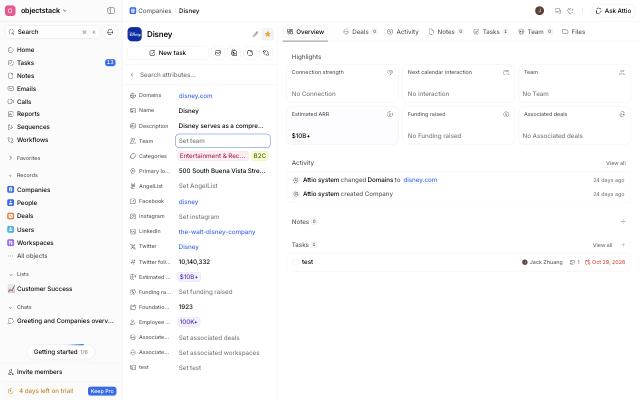 objectstack
Companies
Disney
Ask Attio
Search
Home
Tasks
13
Notes
Emails
Calls
Reports
Sequences
Workflows
Favorites
Records
Companies
People
Deals
Users
Workspaces
All objects
Lists
Customer Success
Chats
Greeting and Companies overv...
Getting started 1/6
Invite members
4 days left on trial!
Keep Pro
Disney
New task
Search attributes...
Domains
disney.com
Name
Disney
Description
Disney serves as a compre...
Team
Set team
Categories
Entertainment & Rec...
B2C
Primary lo...
500 South Buena Vista Stre...
AngelList
Set AngelList
Facebook
disney
Instagram
Set instagram
LinkedIn
the-walt-disney-company
Twitter
Disney
Twitter foll...
10,140,332
Estimated ...
$10B+
Funding ra...
Set funding raised
Foundatio...
1923
Employee ...
100K+
Associate...
Set associated deals
Associate...
Set associated workspaces
test
Set test
Overview
Deals 0
Activity
Notes 0
Tasks 1
Team 0
Files
Highlights
Connection strength
No Connection
Next calendar interaction
No interaction
Team
No Team
Estimated ARR
$10B+
Funding raised
No Funding raised
Associated deals
No Associated deals
Activity
View all
Attio system changed Domains to disney.com
24 days ago
Attio system created Company
24 days ago
Notes 0
Tasks 1
View all
test
Jack Zhuang
1
Oct 29, 2026